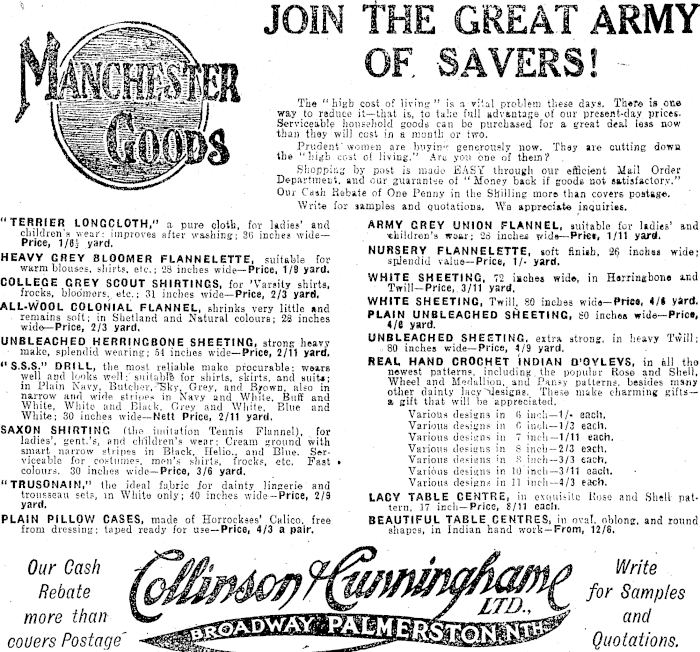 MANCHESTER
GOODS
JOIN THE GREAT ARMY
OF SAVERS!
The "high cost of living" is a vital problem these days. There is one
way to reduce it—that is, to take full advantage of our present-day prices.
Serviceable household goods can be purchased for a great deal less now
than they will cost in a month or two.
Prudent women are buying generously now. They are cutting down
the "high cost of living." Are you one of them?
Shopping by post is made EASY through our efficient Mail Order
Department, and our guarantee of "Money back if goods not satisfactory."
Our Cash Rebate of One Penny in the Shilling more than covers postage.
Write for samples and quotations. We appreciate inquiries.
"TERRIER LONGCLOTH," a pure cloth, for ladies' and
children's wear; improves after washing; 36 inches wide—
Price, 1/6½ yard.
HEAVY GREY BLOOMER FLANNELETTE, suitable for
warm blouses, shirts, etc.; 28 inches wide—Price, 1/9 yard.
COLLEGE GREY SCOUT SHIRTINGS, for 'Varsity shirts,
frocks, bloomers, etc.; 31 inches wide—Price, 2/3 yard.
ALL-WOOL COLONIAL FLANNEL, shrinks very little and
remains soft; in Shetland and Natural colours; 28 inches
wide—Price, 2/3 yard.
UNBLEACHED HERRINGBONE SHEETING, strong heavy
make, splendid wearing; 54 inches wide—Price, 2/11 yard.
"S.S.S." DRILL, the most reliable make procurable; wears
well and looks well; suitable for shirts, skirts, and suits;
in Plain Navy, Butcher, Sky, Grey, and Brown, also in
narrow and wide stripes in Navy and White, Buff and
White, White and Black, Grey and White, Blue and
White; 30 inches wide—Nett Price, 2/11 yard.
SAXON SHIRTING (the imitation Tennis Flannel), for
ladies', gent.'s, and children's wear; Cream ground with
smart narrow stripes in Black, Helio., and Blue. Ser-
viceable for costumes, men's shirts, frocks, etc. Fast
colours. 30 inches wide—Price, 3/6 yard.
"TRUSONAIN," the ideal fabric for dainty lingerie and
trousseau sets, in White only; 40 inches wide—Price, 2/9
yard.
PLAIN PILLOW CASES, made of Horrockses' Calico, free
from dressing; taped ready for use—Price, 4/3 a pair.
ARMY GREY UNION FLANNEL, suitable for ladies' and
children's wear; 28 inches wide—Price, 1/11 yard.
NURSERY FLANNELETTE, soft finish, 26 inches wide;
splendid value—Price, 1/- yard.
WHITE SHEETING, 72 inches wide, in Herringbone and
Twill—Price, 3/11 yard.
WHITE SHEETING, Twill, 80 inches wide—Price, 4/6 yard.
PLAIN UNBLEACHED SHEETING, 80 inches wide—Price,
yard.
UNBLEACHED SHEETING, extra strong, in heavy Twill;
80 inches wide—Price, 4/9 yard.
REAL HAND CROCHET INDIAN D'OYLEYS, in all the
newest patterns, including the popular Rose and Shell,
Wheel and Medallion, and Pansy patterns, besides many
other dainty lacy designs. These make charming gifts—
a gift that will be appreciated.
Various designs in 6 inch—1/- each.
Various designs in 6 inch—1/3 each.
Various designs in 7 inch—1/11 each.
Various designs in 8 inch—2/3 each.
Various designs in inch—3/3 each.
Various designs in 10 inch—3/11 each.
Various designs in 11 inch—4/3 each.
LACY TABLE CENTRE, in exquisite Rose and Shell pat-
tern, 17 inch—Price, 8/11 each.
BEAUTIFUL TABLE CENTRES, in oval, oblong, and round
shapes, in Indian hand work—From, 12/6.
Our Cash
Rebate
more than
covers Postage
Collinson & Cunninghame
LTD.,
BROADWAY PALMERSTON NTH.
Write
for Samples
and
Quotations.